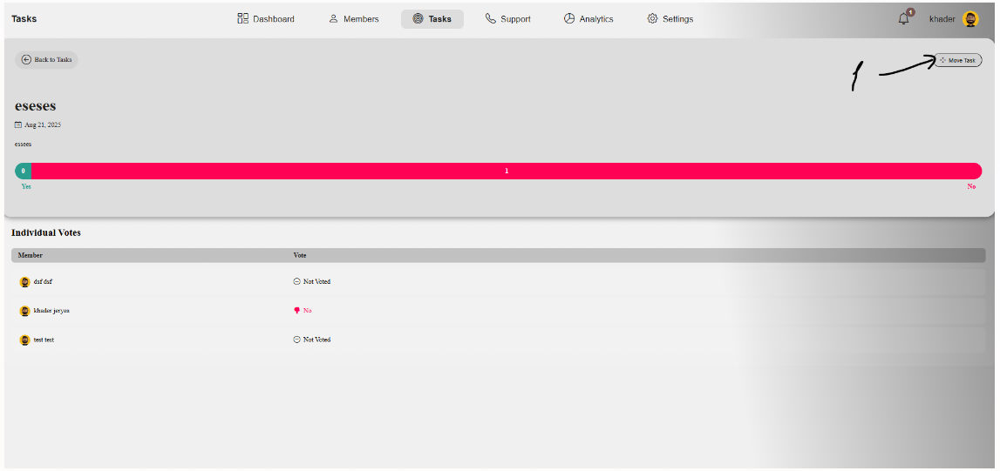 Tasks Dashboard Members Tasks Support Analytics Settings 1 khader
Back to Tasks 1 Move Task
eseses
Aug 21, 2025
essees
0 1
Yes No
Individual Votes
Member Vote
dsf dsf Not Voted
khader jeryes No
test test Not Voted